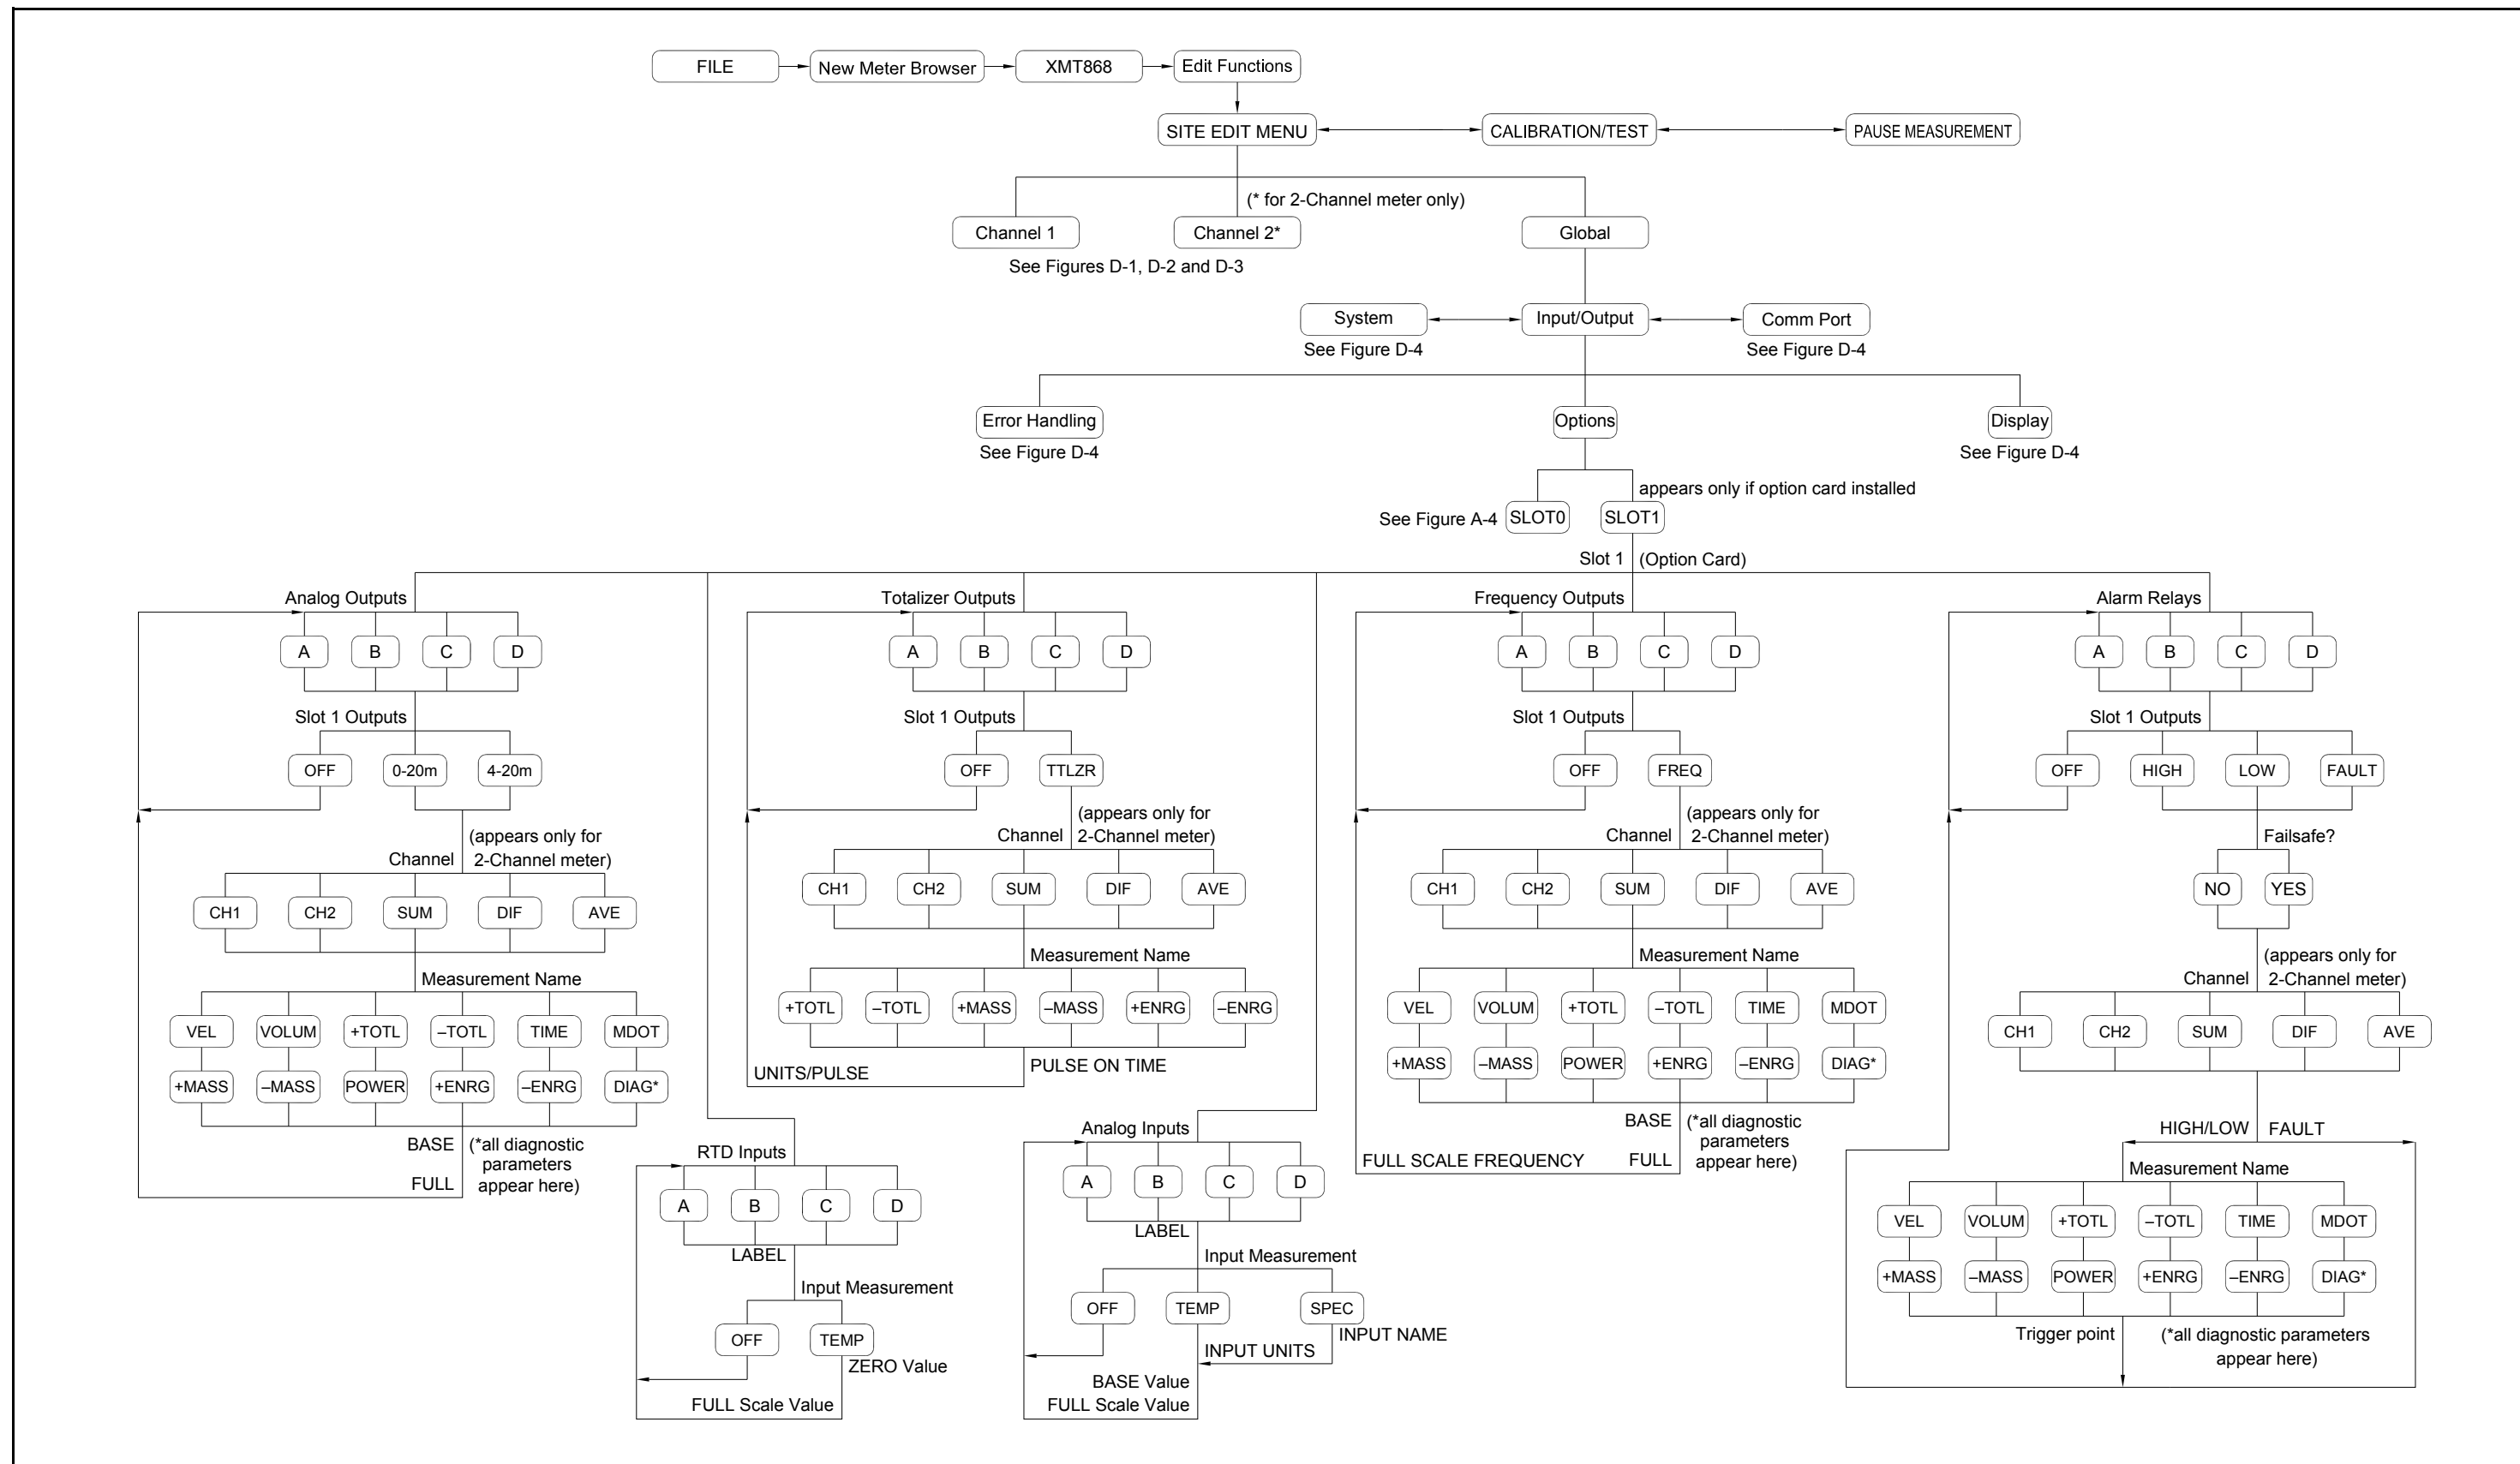 FILE
New Meter Browser
XMT868
Edit Functions
SITE EDIT MENU
CALIBRATION/TEST
PAUSE MEASUREMENT
(* for 2-Channel meter only)
Channel 1
Channel 2*
Global
See Figures D-1, D-2 and D-3
System
Input/Output
Comm Port
See Figure D-4
See Figure D-4
Error Handling
Options
Display
See Figure D-4
See Figure D-4
appears only if option card installed
See Figure A-4
SLOT0
SLOT1
Slot 1
(Option Card)
Analog Outputs
A
B
C
D
Slot 1 Outputs
OFF
0-20m
4-20m
(appears only for
Channel
2-Channel meter)
CH1
CH2
SUM
DIF
AVE
Measurement Name
VEL
VOLUM
+TOTL
–TOTL
TIME
MDOT
+MASS
–MASS
POWER
+ENRG
–ENRG
DIAG*
BASE
FULL
(*all diagnostic
parameters
appear here)
RTD Inputs
A
B
C
D
LABEL
Input Measurement
OFF
TEMP
ZERO Value
FULL Scale Value
Totalizer Outputs
A
B
C
D
Slot 1 Outputs
OFF
TTLZR
(appears only for
Channel
2-Channel meter)
CH1
CH2
SUM
DIF
AVE
Measurement Name
+TOTL
–TOTL
+MASS
–MASS
+ENRG
–ENRG
UNITS/PULSE
PULSE ON TIME
Analog Inputs
A
B
C
D
LABEL
Input Measurement
OFF
TEMP
SPEC
INPUT NAME
INPUT UNITS
BASE Value
FULL Scale Value
Frequency Outputs
A
B
C
D
Slot 1 Outputs
OFF
FREQ
(appears only for
Channel
2-Channel meter)
CH1
CH2
SUM
DIF
AVE
Measurement Name
VEL
VOLUM
+TOTL
–TOTL
TIME
MDOT
+MASS
–MASS
POWER
+ENRG
–ENRG
DIAG*
BASE
FULL SCALE FREQUENCY
FULL
(*all diagnostic
parameters
appear here)
Alarm Relays
A
B
C
D
Slot 1 Outputs
OFF
HIGH
LOW
FAULT
Failsafe?
NO
YES
(appears only for
Channel
2-Channel meter)
CH1
CH2
SUM
DIF
AVE
HIGH/LOW
FAULT
Measurement Name
VEL
VOLUM
+TOTL
–TOTL
TIME
MDOT
+MASS
–MASS
POWER
+ENRG
–ENRG
DIAG*
Trigger point
(*all diagnostic parameters
appear here)